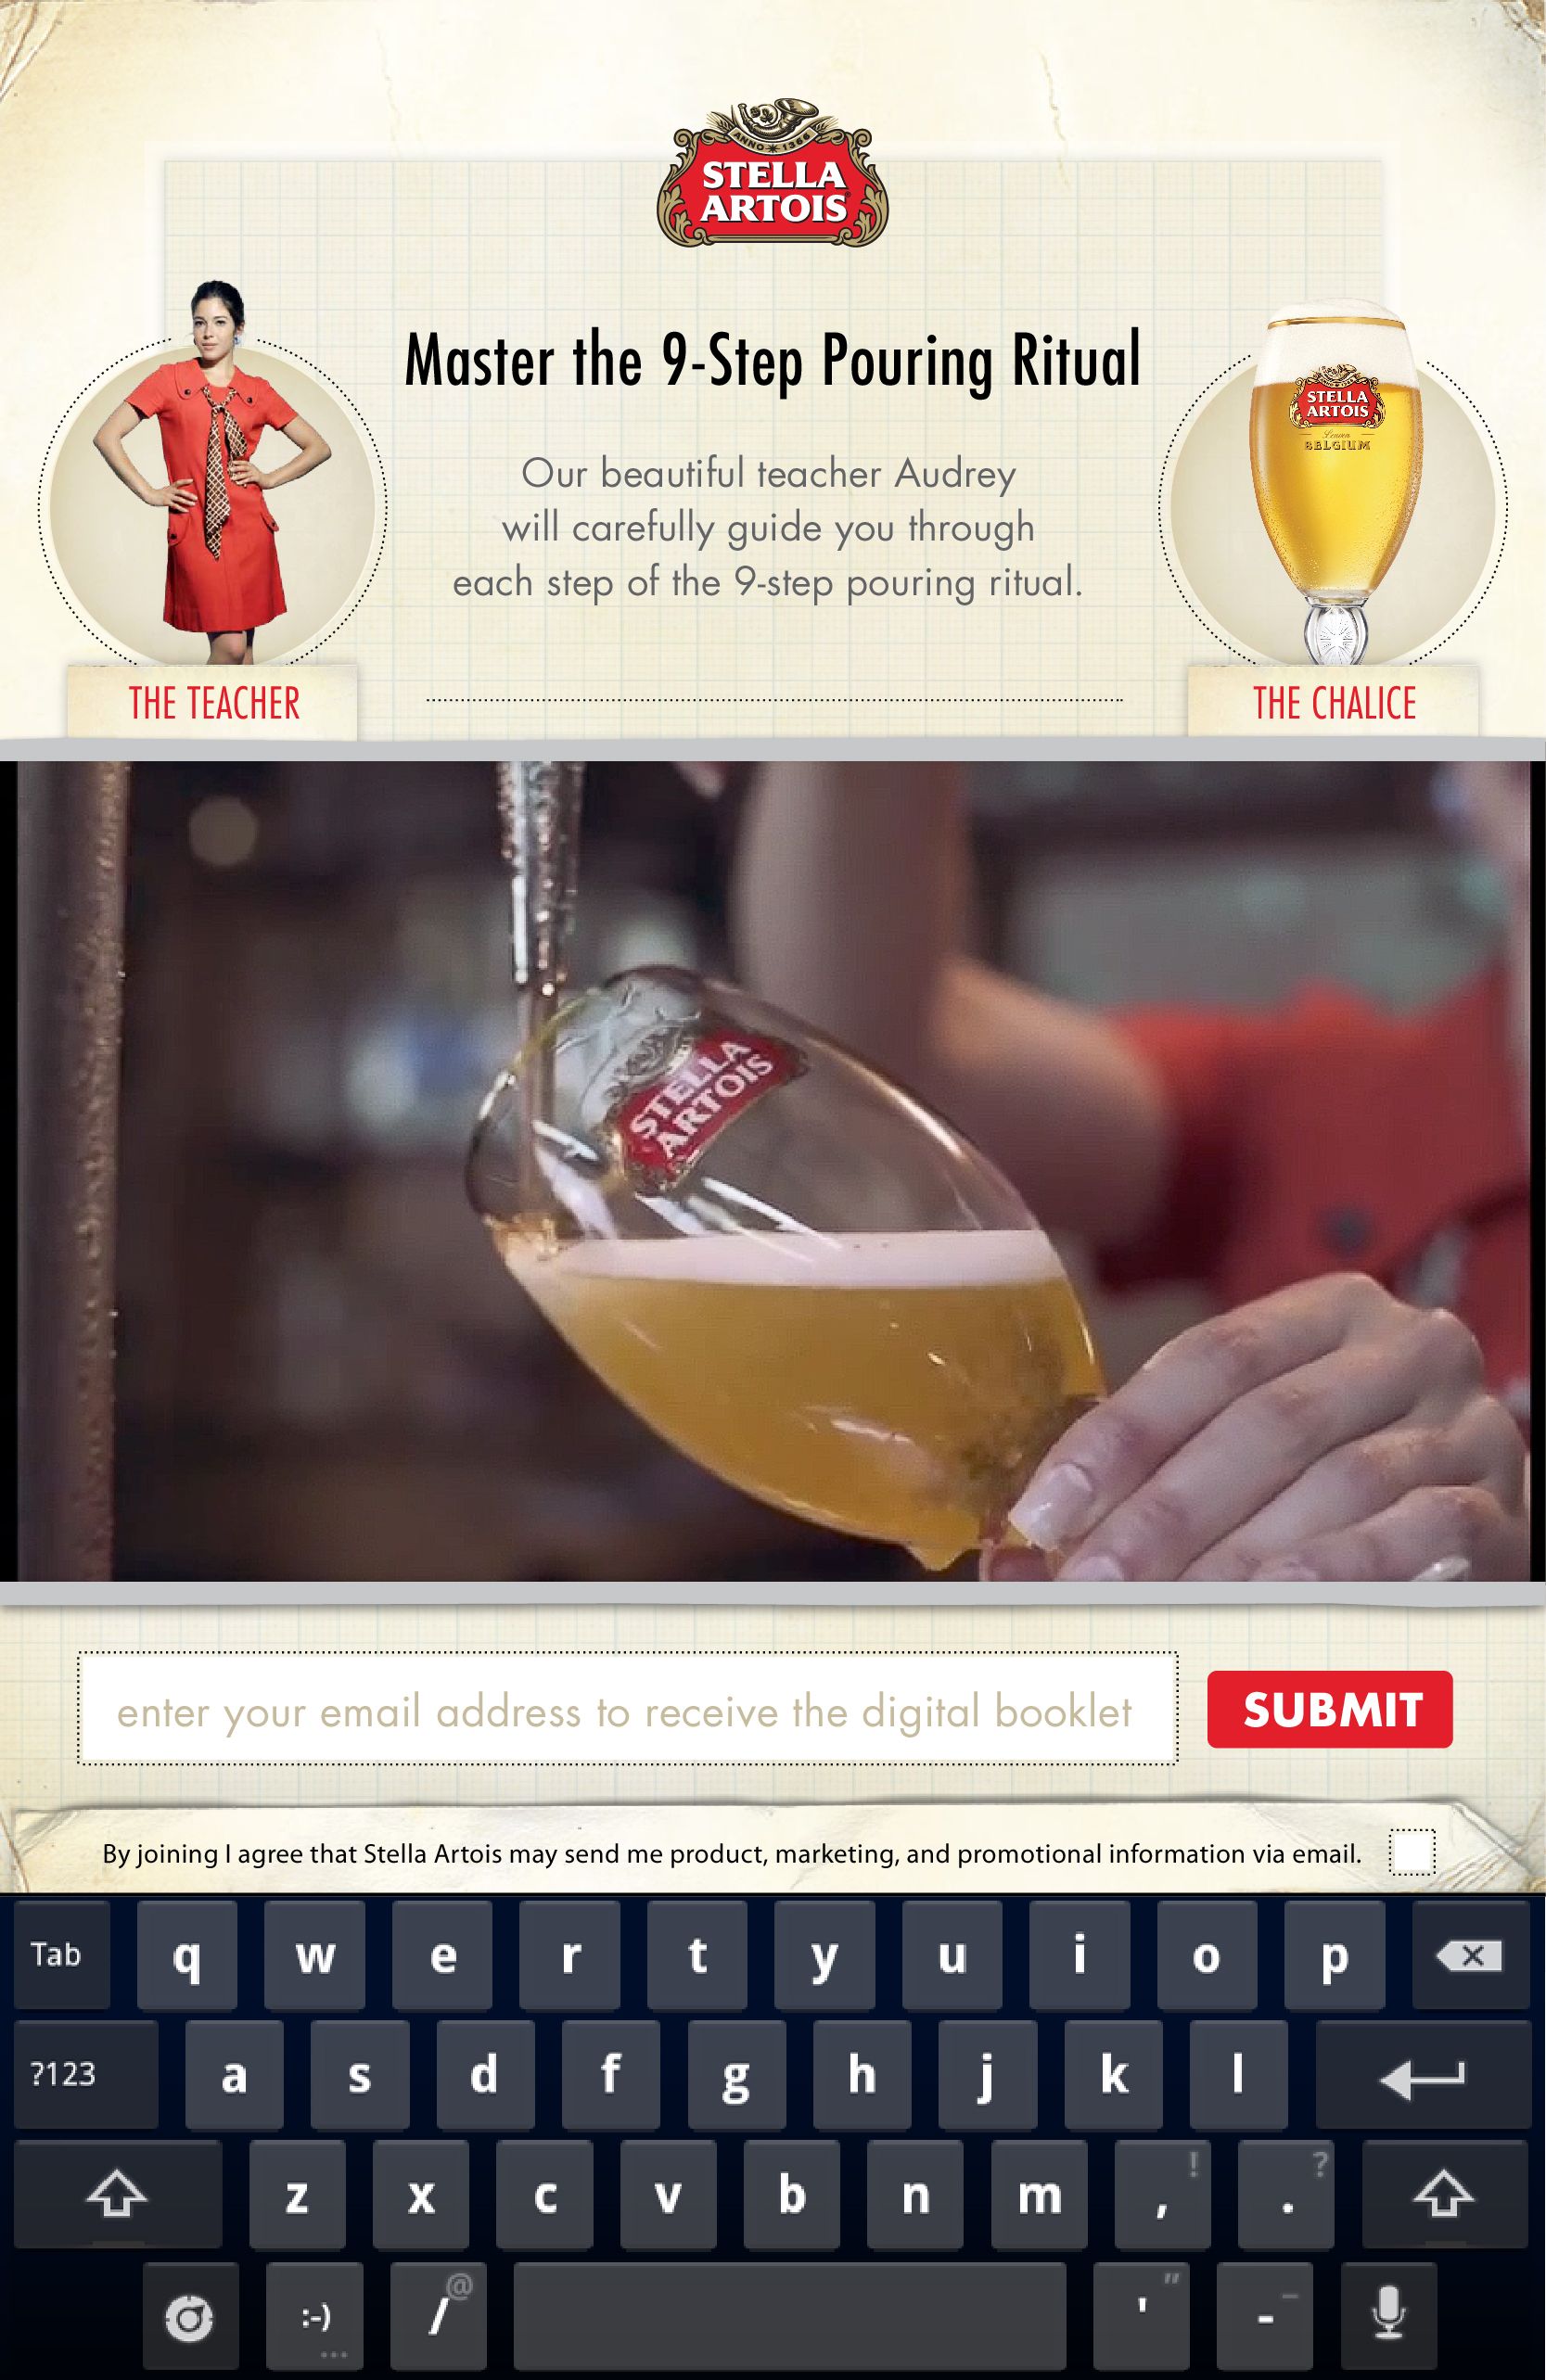 ANNO 1366
STELLA
ARTOIS
Master the 9-Step Pouring Ritual
Our beautiful teacher Audrey
will carefully guide you through
each step of the 9-step pouring ritual.
THE TEACHER
STELLA
ARTOIS
Leuven
BELGIUM
THE CHALICE
STELLA
ARTOIS
enter your email address to receive the digital booklet
SUBMIT
By joining I agree that Stella Artois may send me product, marketing, and promotional information via email.
Tab q w e r t y u i o p
?123 a s d f g h j k l
z x c v b n m , ! . ?
:-) ... / @ ' " - _